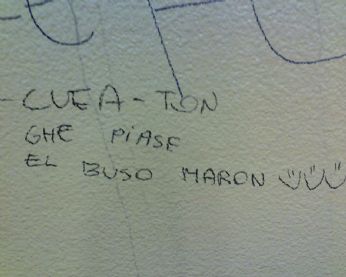 - CUEA - TON
GHE PiASE
EL BUSO MARON